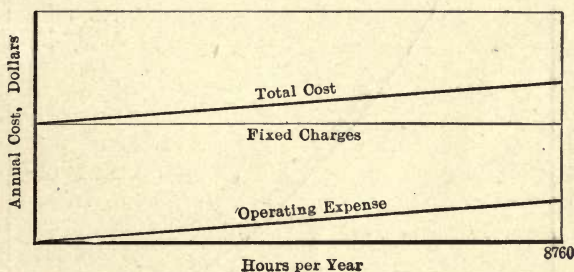 Annual Cost, Dollars
Total Cost
Fixed Charges
Operating Expense
8760
Hours per Year